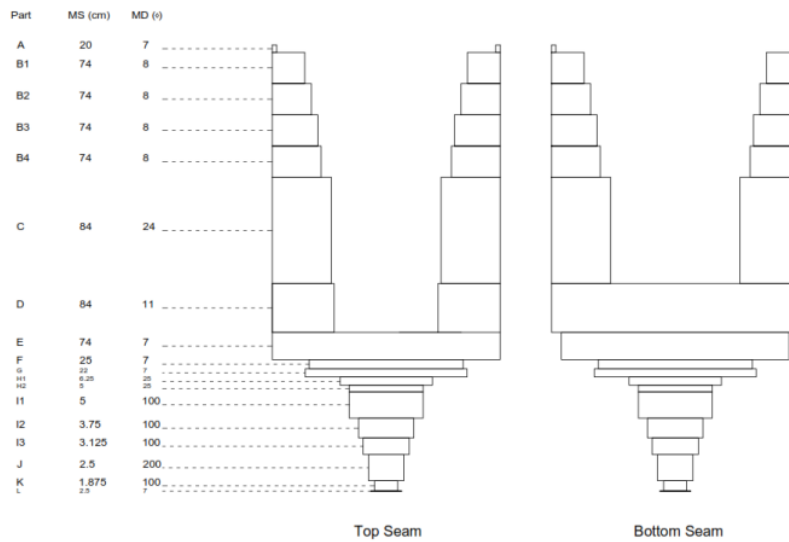 Part MS (cm) MD (º)
A 20 7
B1 74 8
B2 74 8
B3 74 8
B4 74 8
C 84 24
D 84 11
E 74 7
F 25 7
G 22 7
H1 6.25 25
H2 5 25
I1 5 100
I2 3.75 100
I3 3.125 100
J 2.5 200
K 1.875 100
L 2.5 7
Top Seam Bottom Seam